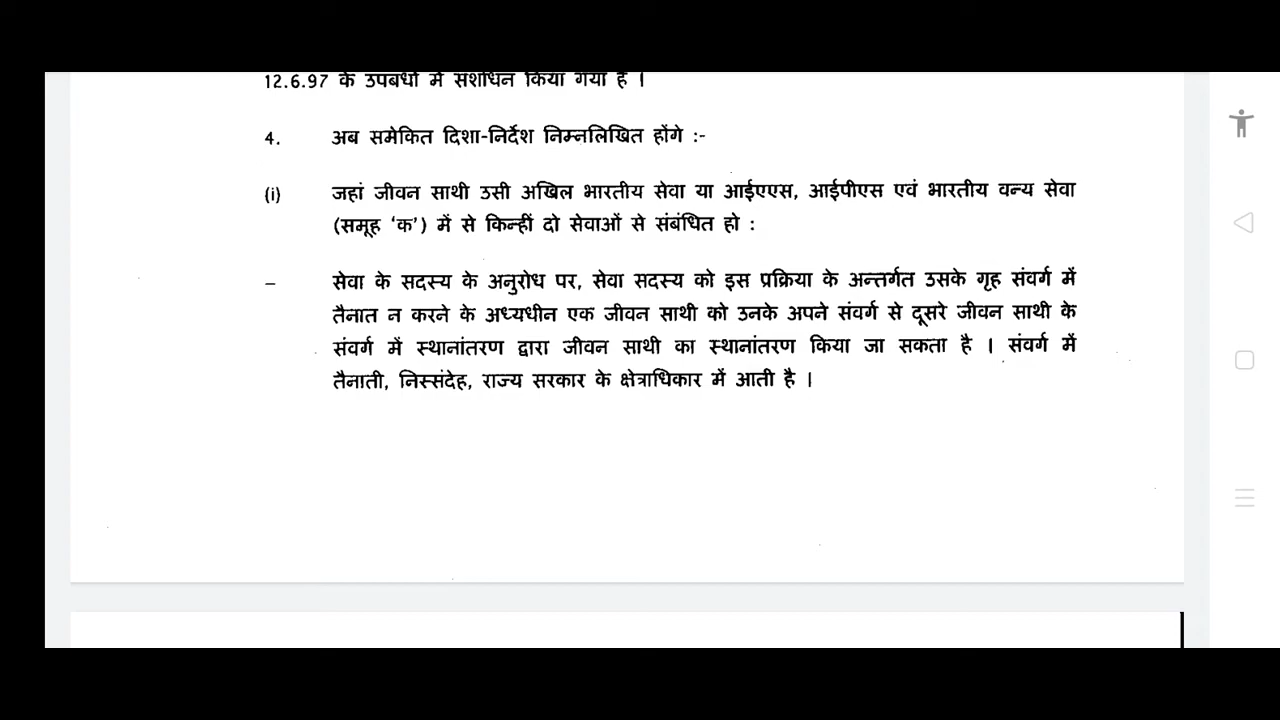 12.6.97 के उपबंधों में संशोधन किया गया है ।
4. अब समेकित दिशा-निर्देश निम्नलिखित होंगे :-
(i) जहां जीवन साथी उसी अखिल भारतीय सेवा या आईएएस, आईपीएस एवं भारतीय वन्य सेवा
(समूह ‘क’) में से किन्हीं दो सेवाओं से संबंधित हो :
– सेवा के सदस्य के अनुरोध पर, सेवा सदस्य को इस प्रक्रिया के अन्तर्गत उसके गृह संवर्ग में
तैनात न करने के अध्यधीन एक जीवन साथी को उनके अपने संवर्ग से दूसरे जीवन साथी के
संवर्ग में स्थानांतरण द्वारा जीवन साथी का स्थानांतरण किया जा सकता है । संवर्ग में
तैनाती, निस्संदेह, राज्य सरकार के क्षेत्राधिकार में आती है ।